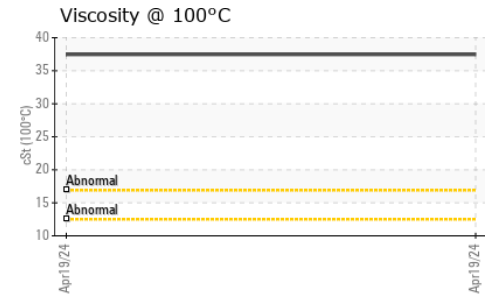 Viscosity @ 100°C
cSt (100°C)
40
35
30
25
20
15
10
Abnormal
Abnormal
Apr19/24
Apr19/24